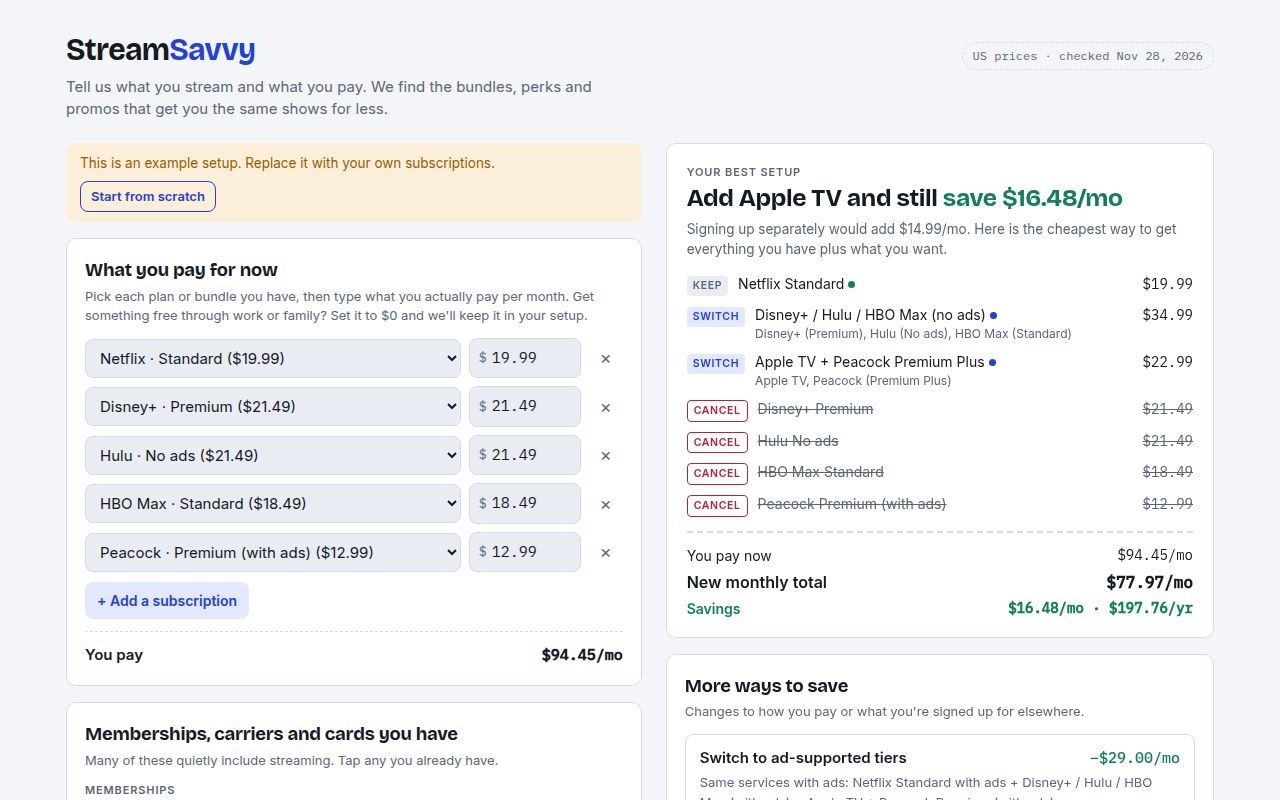 StreamSavvy
US prices · checked Nov 28, 2026
Tell us what you stream and what you pay. We find the bundles, perks and
promos that get you the same shows for less.
This is an example setup. Replace it with your own subscriptions.
Start from scratch
What you pay for now
Pick each plan or bundle you have, then type what you actually pay per month. Get
something free through work or family? Set it to $0 and we'll keep it in your setup.
Netflix · Standard ($19.99) $ 19.99 ×
Disney+ · Premium ($21.49) $ 21.49 ×
Hulu · No ads ($21.49) $ 21.49 ×
HBO Max · Standard ($18.49) $ 18.49 ×
Peacock · Premium (with ads) ($12.99) $ 12.99 ×
+ Add a subscription
You pay $94.45/mo
Memberships, carriers and cards you have
Many of these quietly include streaming. Tap any you already have.
MEMBERSHIPS
YOUR BEST SETUP
Add Apple TV and still save $16.48/mo
Signing up separately would add $14.99/mo. Here is the cheapest way to get
everything you have plus what you want.
KEEP Netflix Standard $19.99
SWITCH Disney+ / Hulu / HBO Max (no ads) $34.99
Disney+ (Premium), Hulu (No ads), HBO Max (Standard)
SWITCH Apple TV + Peacock Premium Plus $22.99
Apple TV, Peacock (Premium Plus)
CANCEL Disney+ Premium $21.49
CANCEL Hulu No ads $21.49
CANCEL HBO Max Standard $18.49
CANCEL Peacock Premium (with ads) $12.99
You pay now $94.45/mo
New monthly total $77.97/mo
Savings $16.48/mo · $197.76/yr
More ways to save
Changes to how you pay or what you're signed up for elsewhere.
Switch to ad-supported tiers −$29.00/mo
Same services with ads: Netflix Standard with ads + Disney+ / Hulu / HBO